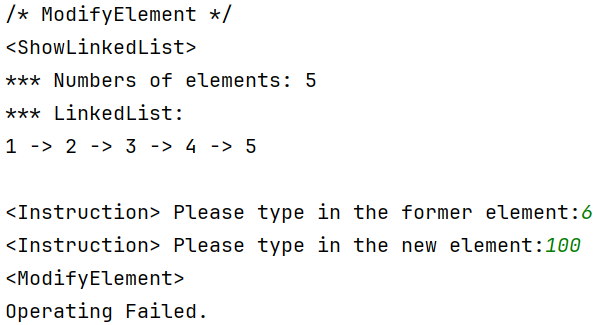 /* ModifyElement */
<ShowLinkedList>
*** Numbers of elements: 5
*** LinkedList:
1 -> 2 -> 3 -> 4 -> 5
<Instruction> Please type in the former element:6
<Instruction> Please type in the new element:100
<ModifyElement>
Operating Failed.